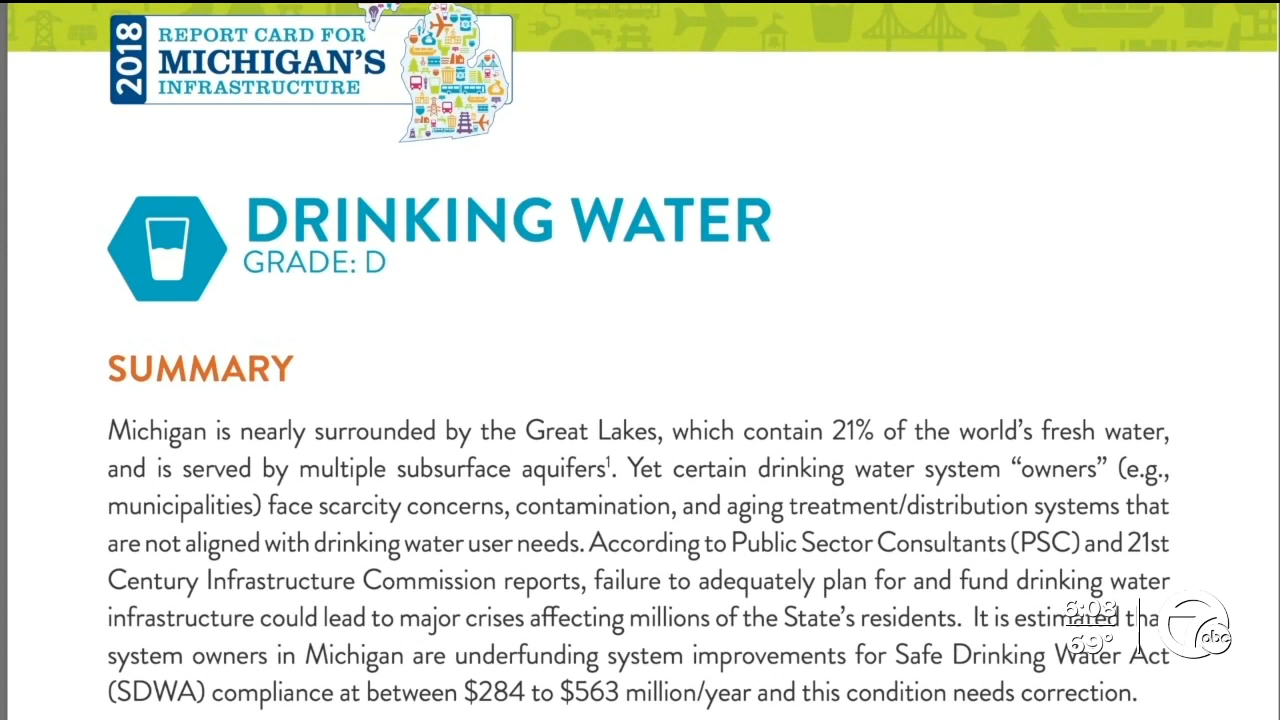 2018
REPORT CARD FOR
MICHIGAN'S
INFRASTRUCTURE
DRINKING WATER
GRADE: D
SUMMARY
Michigan is nearly surrounded by the Great Lakes, which contain 21% of the world's fresh water,
and is served by multiple subsurface aquifers¹. Yet certain drinking water system “owners” (e.g.,
municipalities) face scarcity concerns, contamination, and aging treatment/distribution systems that
are not aligned with drinking water user needs. According to Public Sector Consultants (PSC) and 21st
Century Infrastructure Commission reports, failure to adequately plan for and fund drinking water
infrastructure could lead to major crises affecting millions of the State's residents. It is estimated tha
system owners in Michigan are underfunding system improvements for Safe Drinking Water Act
(SDWA) compliance at between $284 to $563 million/year and this condition needs correction.
6:08
69°
7 abc